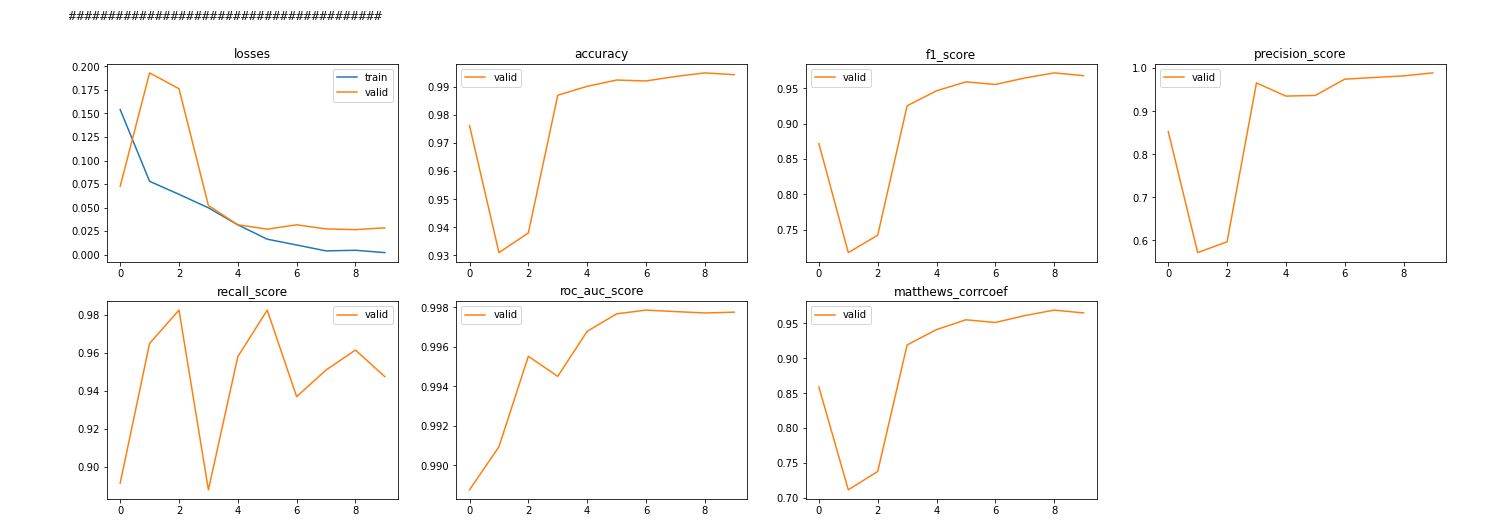 ########################################
losses
train
valid
0.200
0.175
0.150
0.125
0.100
0.075
0.050
0.025
0.000
0 2 4 6 8
accuracy
valid
0.99
0.98
0.97
0.96
0.95
0.94
0.93
0 2 4 6 8
f1_score
valid
0.95
0.90
0.85
0.80
0.75
0 2 4 6 8
precision_score
valid
1.0
0.9
0.8
0.7
0.6
0 2 4 6 8
recall_score
valid
0.98
0.96
0.94
0.92
0.90
0 2 4 6 8
roc_auc_score
valid
0.998
0.996
0.994
0.992
0.990
0 2 4 6 8
matthews_corrcoef
valid
0.95
0.90
0.85
0.80
0.75
0.70
0 2 4 6 8